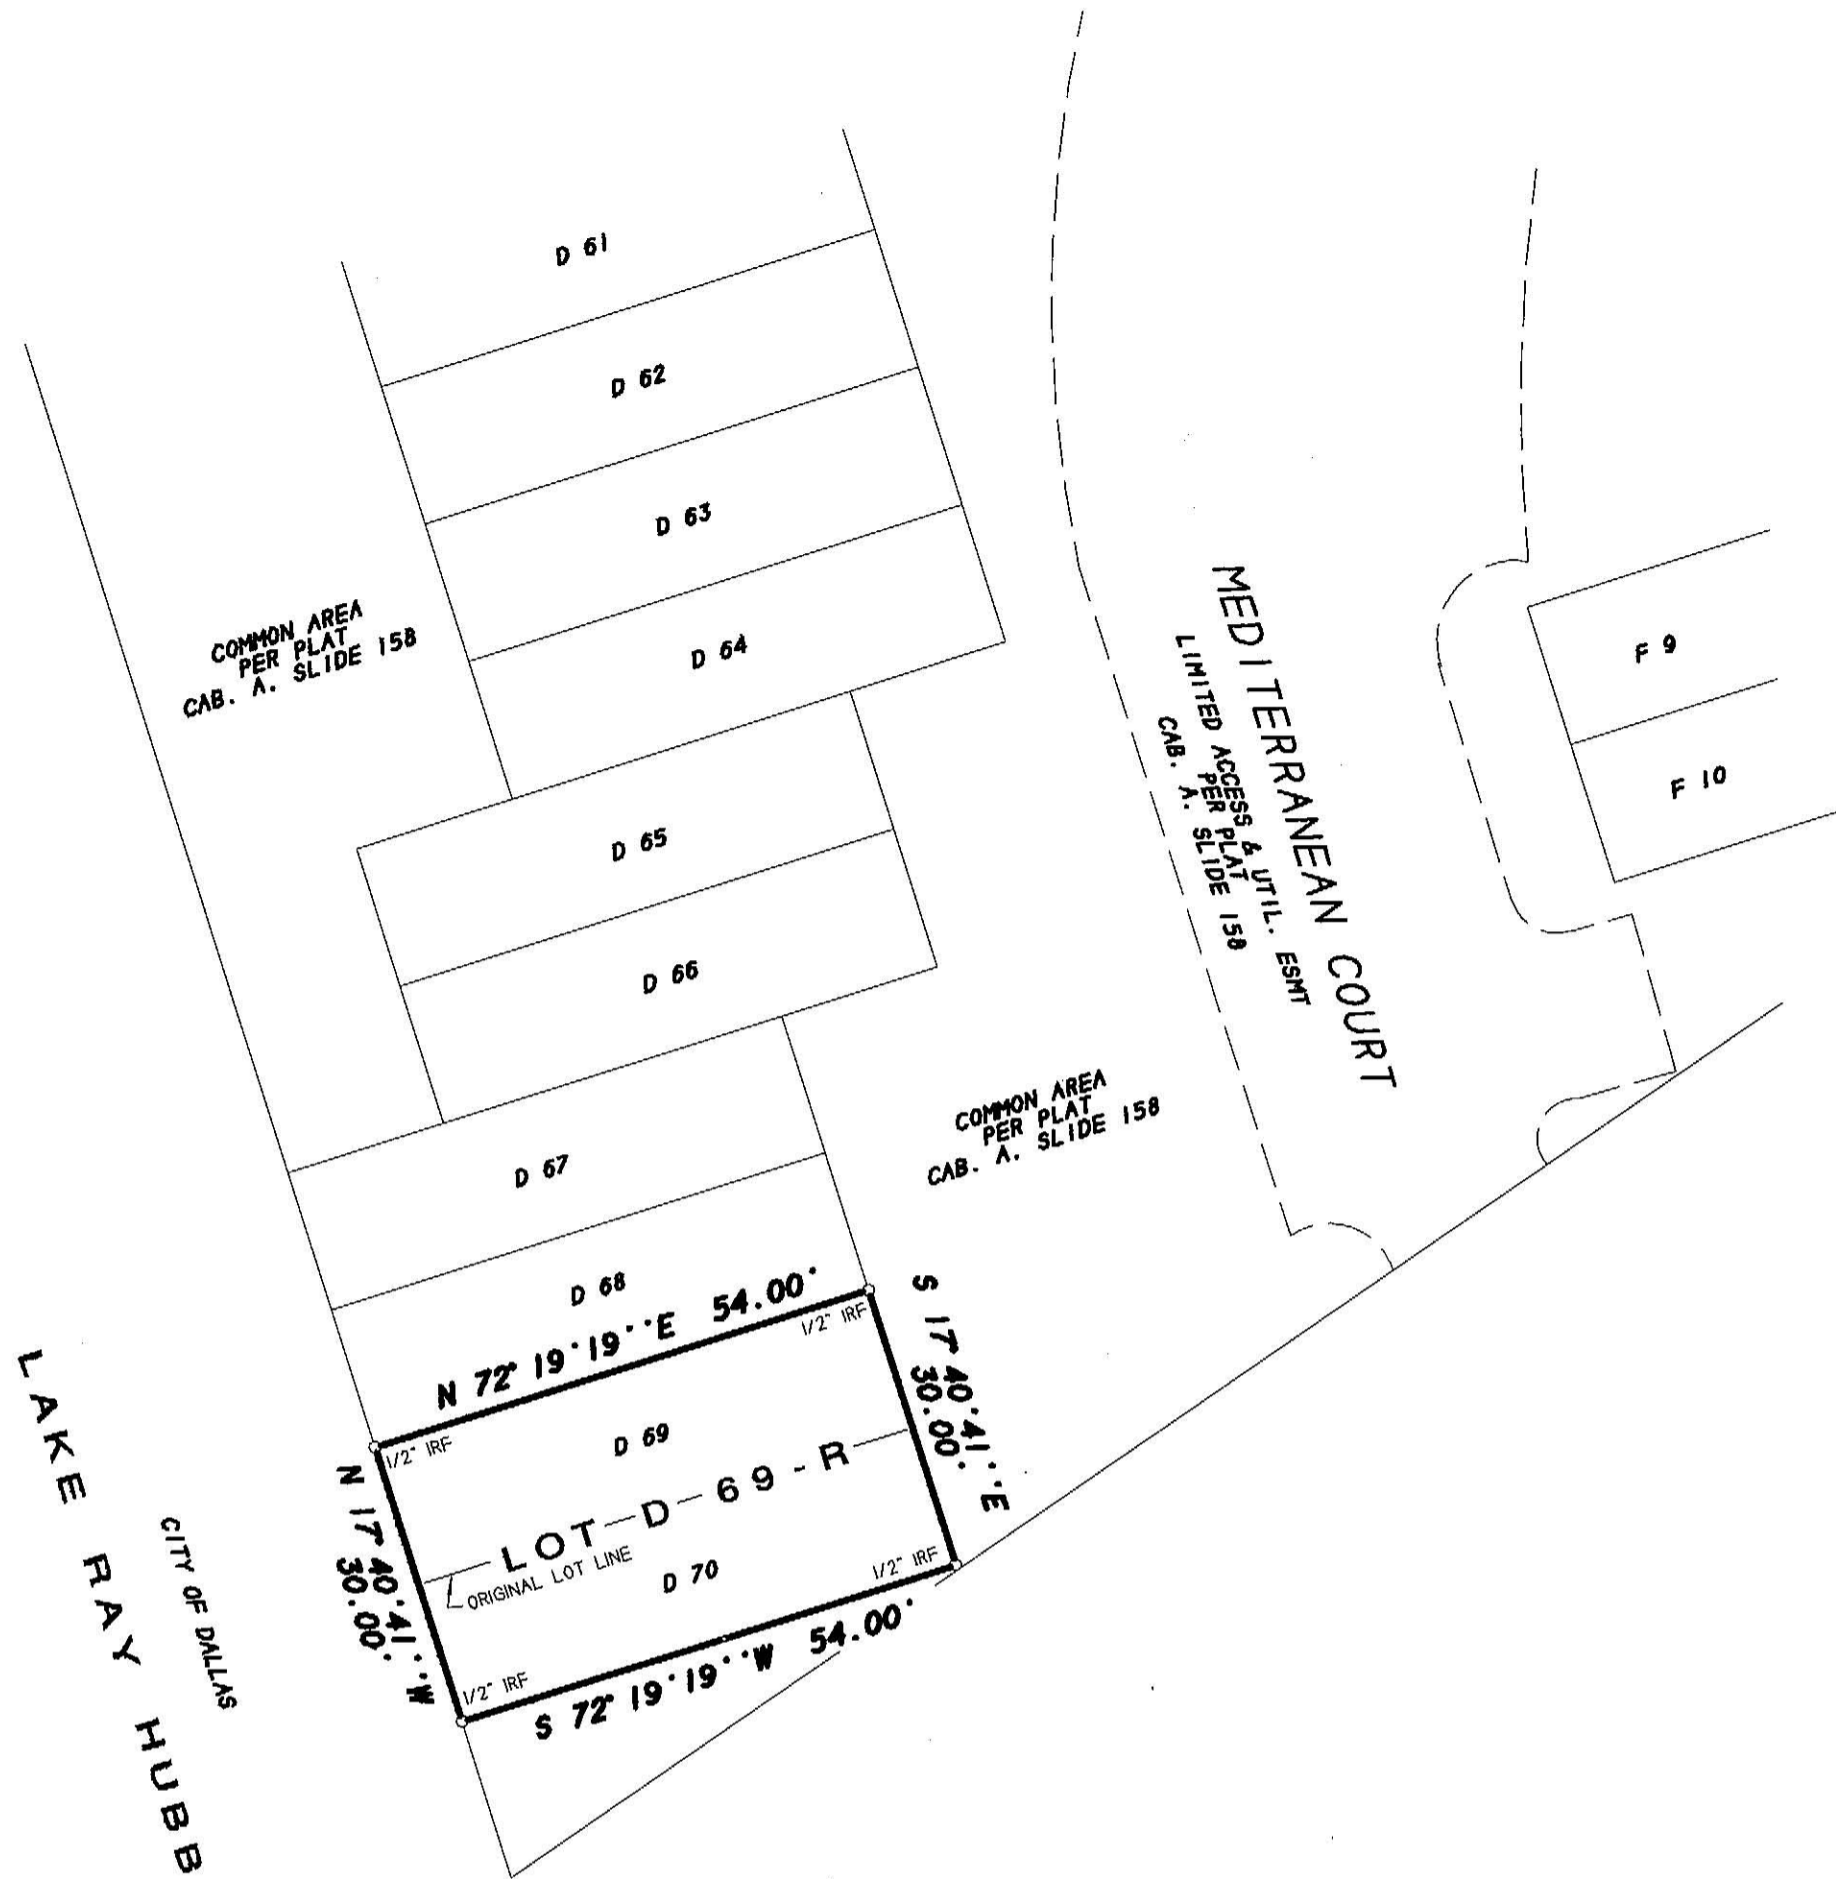 D 61
D 62
D 63
D 64
D 65
D 66
D 67
D 68
COMMON AREA
PER PLAT
CAB. A. SLIDE 158
MEDITERRANEAN COURT
LIMITED ACCESS & UTIL. ESMT
PER PLAT
CAB. A. SLIDE 158
F 9
F 10
COMMON AREA
PER PLAT
CAB. A. SLIDE 158
N 72° 19' 19''E 54.00'
1/2" IRF
1/2" IRF
S 17° 40' 41''E
30.00'
D 69
LOT-D-69-R
ORIGINAL LOT LINE
D 70
N 17° 40' 41''W
30.00'
1/2" IRF
1/2" IRF
S 72° 19' 19''W 54.00'
LAKE RAY HUBB
CITY OF DALLAS